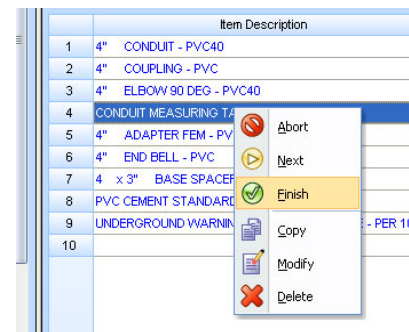 Item Description
1 4" CONDUIT - PVC40
2 4" COUPLING - PVC
3 4" ELBOW 90 DEG - PVC40
4 CONDUIT MEASURING TA
5 4" ADAPTER FEM - PV
6 4" END BELL - PVC
7 4 x 3" BASE SPACER
8 PVC CEMENT STANDARD
9 UNDERGROUND WARNIN - PER 10
10
Abort
Next
Finish
Copy
Modify
Delete